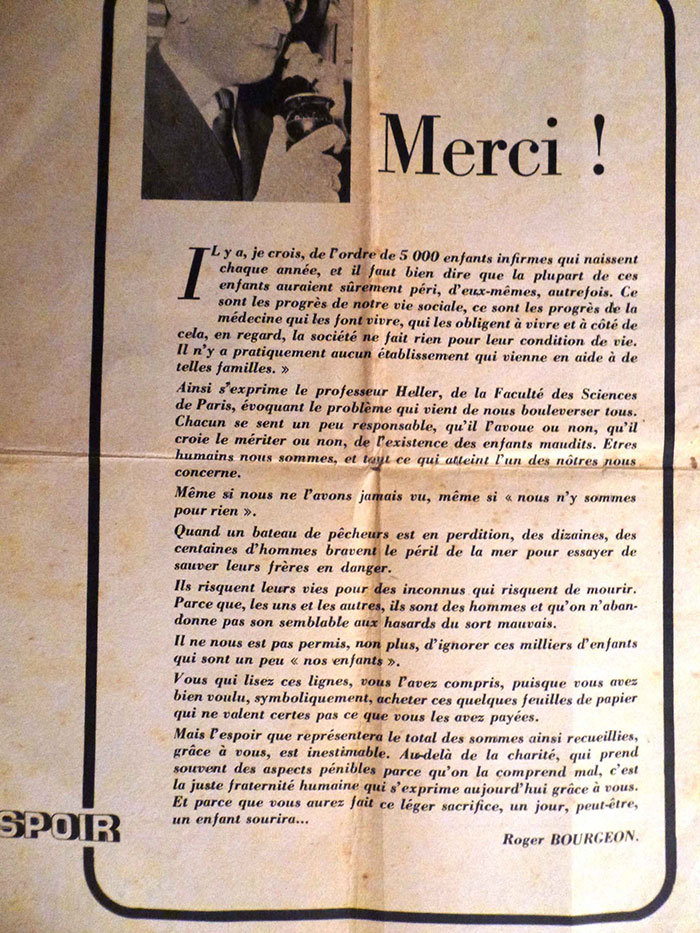 Merci !
IL y a, je crois, de l'ordre de 5 000 enfants infirmes qui naissent
chaque année, et il faut bien dire que la plupart de ces
enfants auraient sûrement péri, d'eux-mêmes, autrefois. Ce
sont les progrès de notre vie sociale, ce sont les progrès de la
médecine qui les font vivre, qui les obligent à vivre et à côté de
cela, en regard, la société ne fait rien pour leur condition de vie.
Il n'y a pratiquement aucun établissement qui vienne en aide à de
telles familles. »
Ainsi s'exprime le professeur Heller, de la Faculté des Sciences
de Paris, évoquant le problème qui vient de nous bouleverser tous.
Chacun se sent un peu responsable, qu'il l'avoue ou non, qu'il
croie le mériter ou non, de l'existence des enfants maudits. Etres
humains nous sommes, et tout ce qui atteint l'un des nôtres nous
concerne.
Même si nous ne l'avons jamais vu, même si « nous n'y sommes
pour rien ».
Quand un bateau de pêcheurs est en perdition, des dizaines, des
centaines d'hommes bravent le péril de la mer pour essayer de
sauver leurs frères en danger.
Ils risquent leurs vies pour des inconnus qui risquent de mourir.
Parce que, les uns et les autres, ils sont des hommes et qu'on n'aban-
donne pas son semblable aux hasards du sort mauvais.
Il ne nous est pas permis, non plus, d'ignorer ces milliers d'enfants
qui sont un peu « nos enfants ».
Vous qui lisez ces lignes, vous l'avez compris, puisque vous avez
bien voulu, symboliquement, acheter ces quelques feuilles de papier
qui ne valent certes pas ce que vous les avez payées.
Mais l'espoir que représentera le total des sommes ainsi recueillies,
grâce à vous, est inestimable. Au-delà de la charité, qui prend
souvent des aspects pénibles parce qu'on la comprend mal, c'est
la juste fraternité humaine qui s'exprime aujourd'hui grâce à vous.
Et parce que vous aurez fait ce léger sacrifice, un jour, peut-être,
un enfant sourira...
Roger BOURGEON.
SPOIR